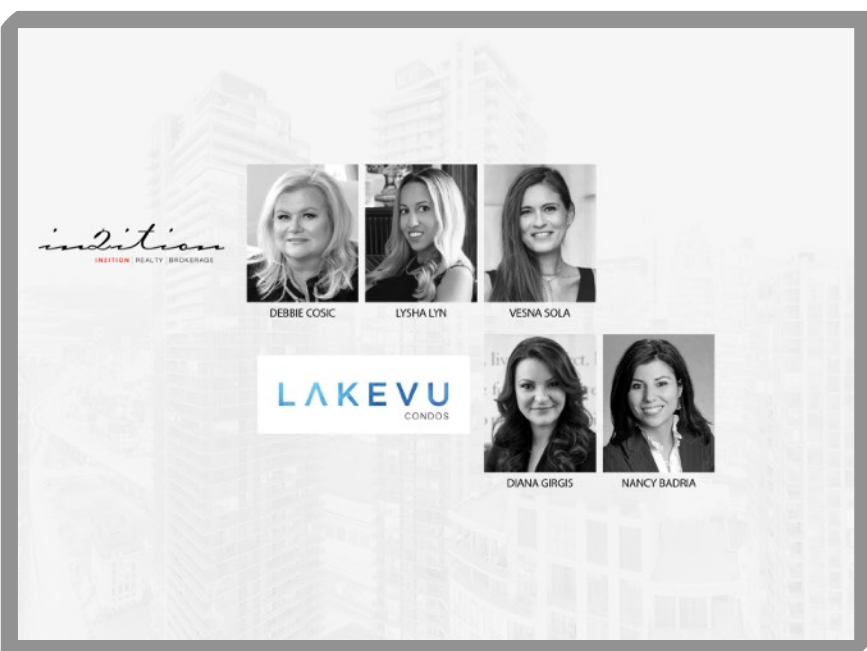 in2ition
IN2ITION | REALTY | BROKERAGE
DEBBIE COSIC
LYSHA LYN
VESNA SOLA
LAKEVU
CONDOS
DIANA GIRGIS
NANCY BADRIA